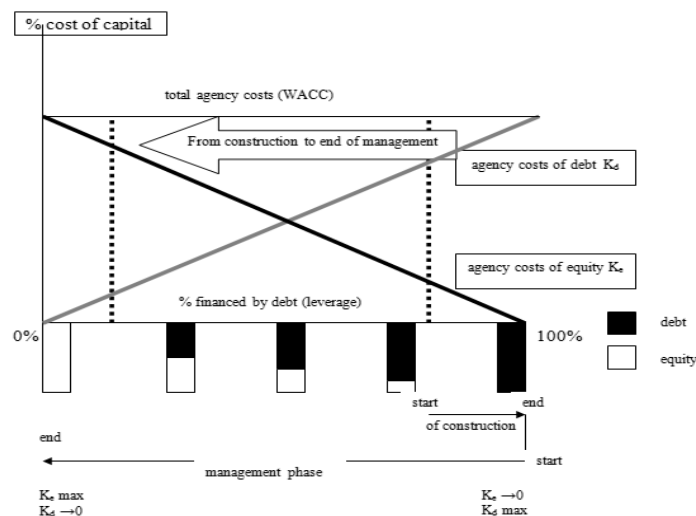 % cost of capital
total agency costs (WACC)
From construction to end of management
agency costs of debt Kd
agency costs of equity Ke
% financed by debt (leverage)
0%
100%
debt
equity
start
end
of construction
end
management phase
start
Ke max
Kd →0
Ke →0
Kd max